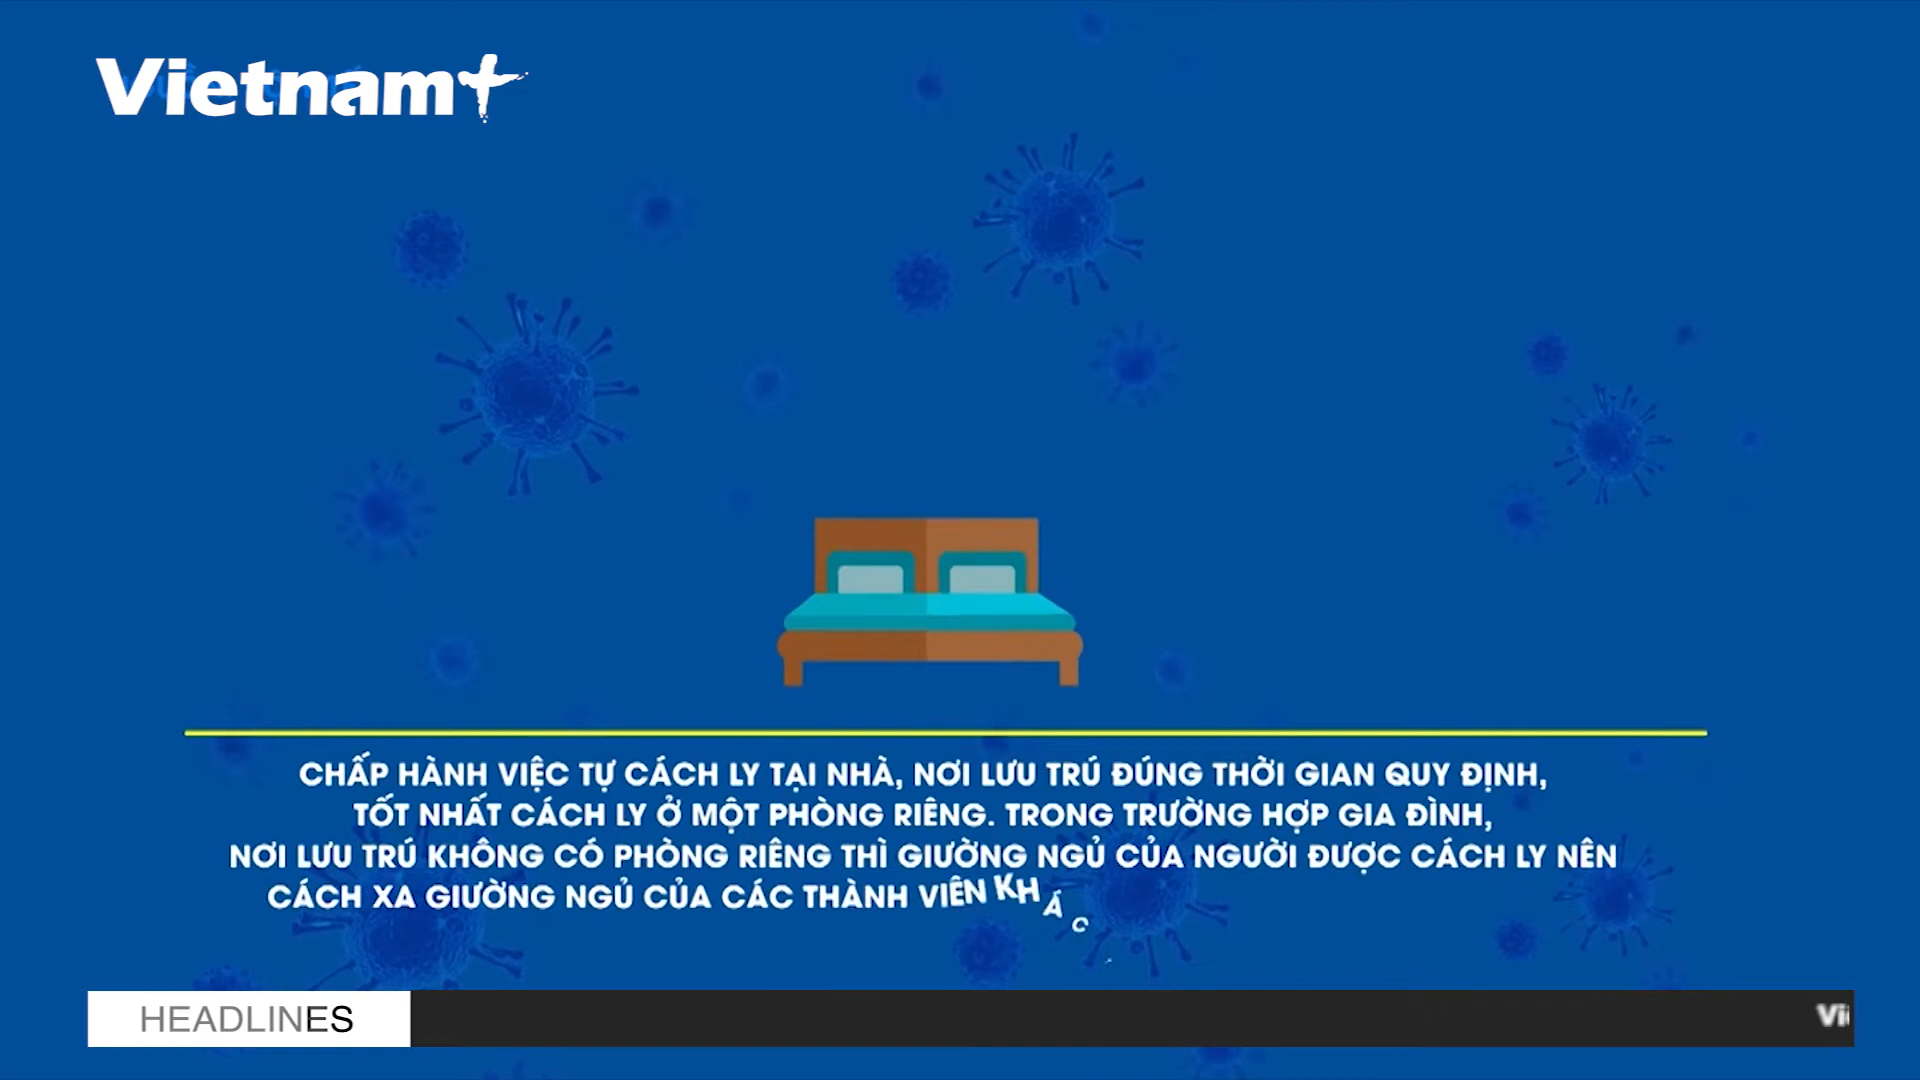 Vietnam+
CHẤP HÀNH VIỆC TỰ CÁCH LY TẠI NHÀ, NƠI LƯU TRÚ ĐÚNG THỜI GIAN QUY ĐỊNH,
TỐT NHẤT CÁCH LY Ở MỘT PHÒNG RIÊNG. TRONG TRƯỜNG HỢP GIA ĐÌNH,
NƠI LƯU TRÚ KHÔNG CÓ PHÒNG RIÊNG THÌ GIƯỜNG NGỦ CỦA NGƯỜI ĐƯỢC CÁCH LY NÊN
CÁCH XA GIƯỜNG NGỦ CỦA CÁC THÀNH VIÊN KHÁC
HEADLINES